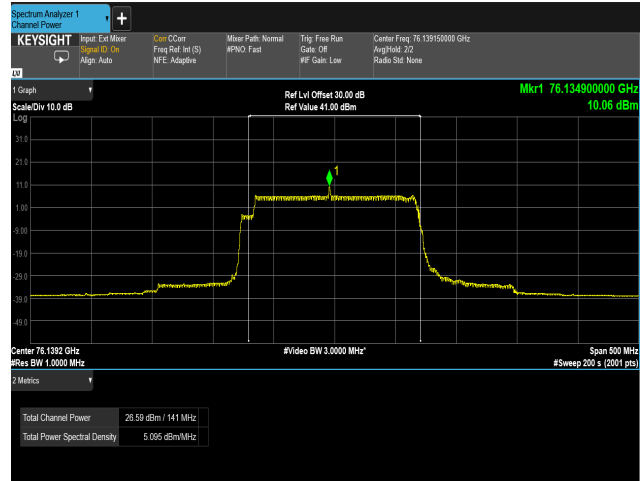 Spectrum Analyzer 1
Channel Power
+
KEYSIGHT
Input: Ext Mixer
Signal ID: On
Align: Auto
Corr CCorr
Freq Ref: Int (S)
NFE: Adaptive
Mixer Path: Normal
#PNO: Fast
Trig: Free Run
Gate: Off
#IF Gain: Low
Center Freq: 76.139150000 GHz
Avg|Hold: 2/2
Radio Std: None
LXI
1 Graph
Scale/Div 10.0 dB
Ref Lvl Offset 30.00 dB
Ref Value 41.00 dBm
Mkr1 76.134900000 GHz
10.06 dBm
Log
31.0
21.0
11.0
1.00
-9.00
-19.0
-29.0
-39.0
-49.0
1
Center 76.1392 GHz
#Res BW 1.0000 MHz
#Video BW 3.0000 MHz*
Span 500 MHz
#Sweep 200 s (2001 pts)
2 Metrics
Total Channel Power 26.59 dBm / 141 MHz
Total Power Spectral Density 5.095 dBm/MHz